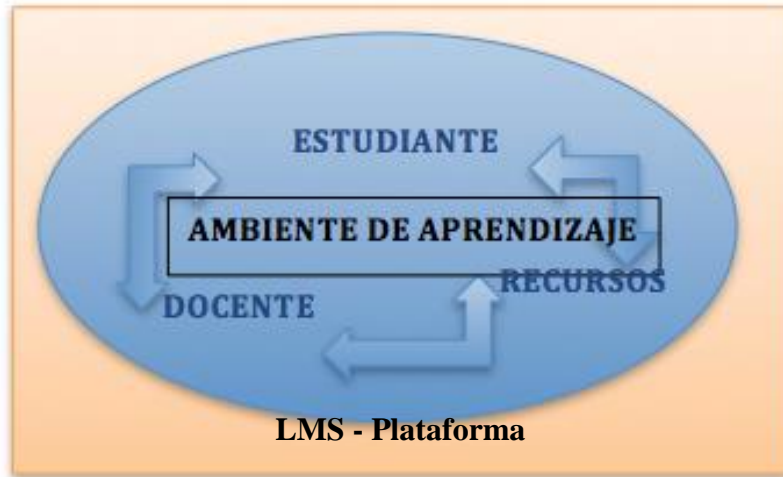 ESTUDIANTE
AMBIENTE DE APRENDIZAJE
RECURSOS
DOCENTE
LMS - Plataforma